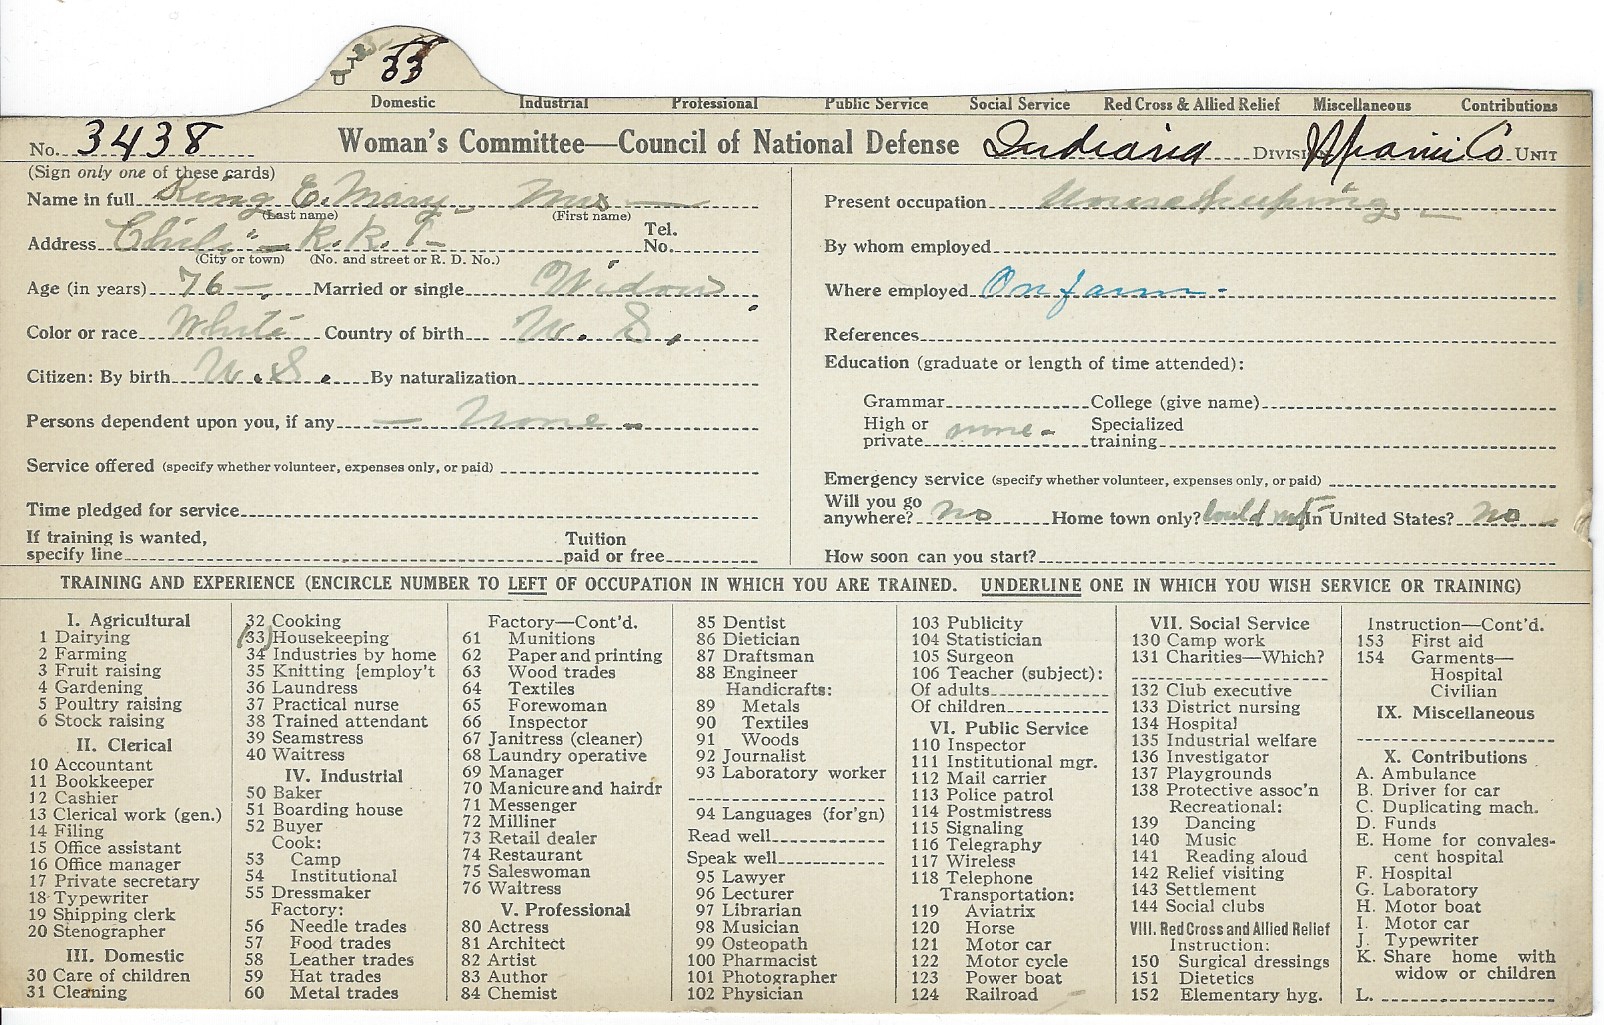 33
Domestic Industrial Professional Public Service Social Service Red Cross & Allied Relief Miscellaneous Contributions
No. 3438 Woman's Committee—Council of National Defense Indiana Division Miami Co. Unit
(Sign only one of these cards)
Name in full King E. Mary Mrs
(Last name) (First name)
Address Chili — R.R. 1 Tel. No.
(City or town) (No. and street or R. D. No.)
Age (in years) 76 Married or single Widow
Color or race White Country of birth U. S.
Citizen: By birth U. S. By naturalization
Persons dependent upon you, if any — None
Service offered (specify whether volunteer, expenses only, or paid)
Time pledged for service
If training is wanted, specify line Tuition paid or free
Present occupation Housekeeping
By whom employed
Where employed On farm
References
Education (graduate or length of time attended):
Grammar College (give name)
High or private none Specialized training
Emergency service (specify whether volunteer, expenses only, or paid)
Will you go anywhere? No Home town only? Could not In United States? No
How soon can you start?
TRAINING AND EXPERIENCE (ENCIRCLE NUMBER TO LEFT OF OCCUPATION IN WHICH YOU ARE TRAINED. UNDERLINE ONE IN WHICH YOU WISH SERVICE OR TRAINING)
I. Agricultural
1 Dairying
2 Farming
3 Fruit raising
4 Gardening
5 Poultry raising
6 Stock raising
II. Clerical
10 Accountant
11 Bookkeeper
12 Cashier
13 Clerical work (gen.)
14 Filing
15 Office assistant
16 Office manager
17 Private secretary
18 Typewriter
19 Shipping clerk
20 Stenographer
III. Domestic
30 Care of children
31 Cleaning
32 Cooking
33 Housekeeping
34 Industries by home
35 Knitting [employ't
36 Laundress
37 Practical nurse
38 Trained attendant
39 Seamstress
40 Waitress
IV. Industrial
50 Baker
51 Boarding house
52 Buyer
Cook:
53 Camp
54 Institutional
55 Dressmaker
Factory:
56 Needle trades
57 Food trades
58 Leather trades
59 Hat trades
60 Metal trades
Factory—Cont'd.
61 Munitions
62 Paper and printing
63 Wood trades
64 Textiles
65 Forewoman
66 Inspector
67 Janitress (cleaner)
68 Laundry operative
69 Manager
70 Manicure and hairdr
71 Messenger
72 Milliner
73 Retail dealer
74 Restaurant
75 Saleswoman
76 Waitress
V. Professional
80 Actress
81 Architect
82 Artist
83 Author
84 Chemist
85 Dentist
86 Dietician
87 Draftsman
88 Engineer
Handicrafts:
89 Metals
90 Textiles
91 Woods
92 Journalist
93 Laboratory worker
94 Languages (for'gn)
Read well
Speak well
95 Lawyer
96 Lecturer
97 Librarian
98 Musician
99 Osteopath
100 Pharmacist
101 Photographer
102 Physician
103 Publicity
104 Statistician
105 Surgeon
106 Teacher (subject):
Of adults
Of children
VI. Public Service
110 Inspector
111 Institutional mgr.
112 Mail carrier
113 Police patrol
114 Postmistress
115 Signaling
116 Telegraphy
117 Wireless
118 Telephone
Transportation:
119 Aviatrix
120 Horse
121 Motor car
122 Motor cycle
123 Power boat
124 Railroad
VII. Social Service
130 Camp work
131 Charities—Which?
132 Club executive
133 District nursing
134 Hospital
135 Industrial welfare
136 Investigator
137 Playgrounds
138 Protective assoc'n
Recreational:
139 Dancing
140 Music
141 Reading aloud
142 Relief visiting
143 Settlement
144 Social clubs
VIII. Red Cross and Allied Relief
Instruction:
150 Surgical dressings
151 Dietetics
152 Elementary hyg.
Instruction—Cont'd.
153 First aid
154 Garments—
Hospital
Civilian
IX. Miscellaneous
X. Contributions
A. Ambulance
B. Driver for car
C. Duplicating mach.
D. Funds
E. Home for convales-
cent hospital
F. Hospital
G. Laboratory
H. Motor boat
I. Motor car
J. Typewriter
K. Share home with
widow or children
L.